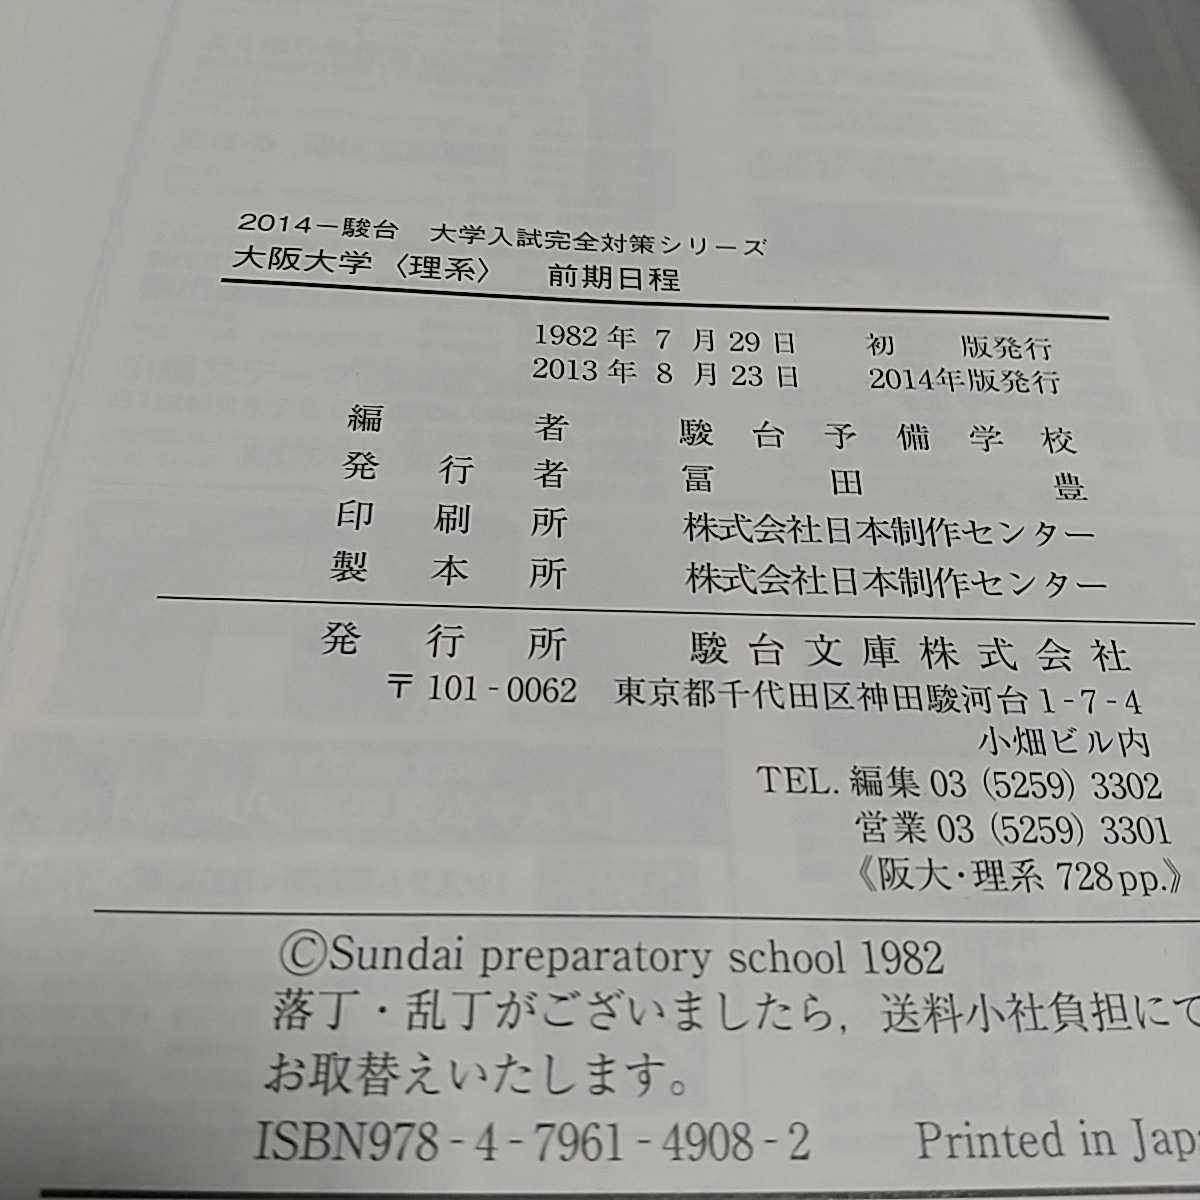 2014－駿台　大学入試完全対策シリーズ
大阪大学〈理系〉　前期日程
1982年 7 月 29 日　初　版発行
2013年 8 月 23 日　2014年版発行
編　者　駿台予備学校
発行者　冨田　豊
印刷所　株式会社日本制作センター
製本所　株式会社日本制作センター
発行所　駿台文庫株式会社
〒101-0062　東京都千代田区神田駿河台1-7-4
小畑ビル内
TEL. 編集 03 (5259) 3302
営業 03 (5259) 3301
《阪大・理系 728pp.》
©Sundai preparatory school 1982
落丁・乱丁がございましたら，送料小社負担にて
お取替えいたします。
ISBN978-4-7961-4908-2　Printed in Japa